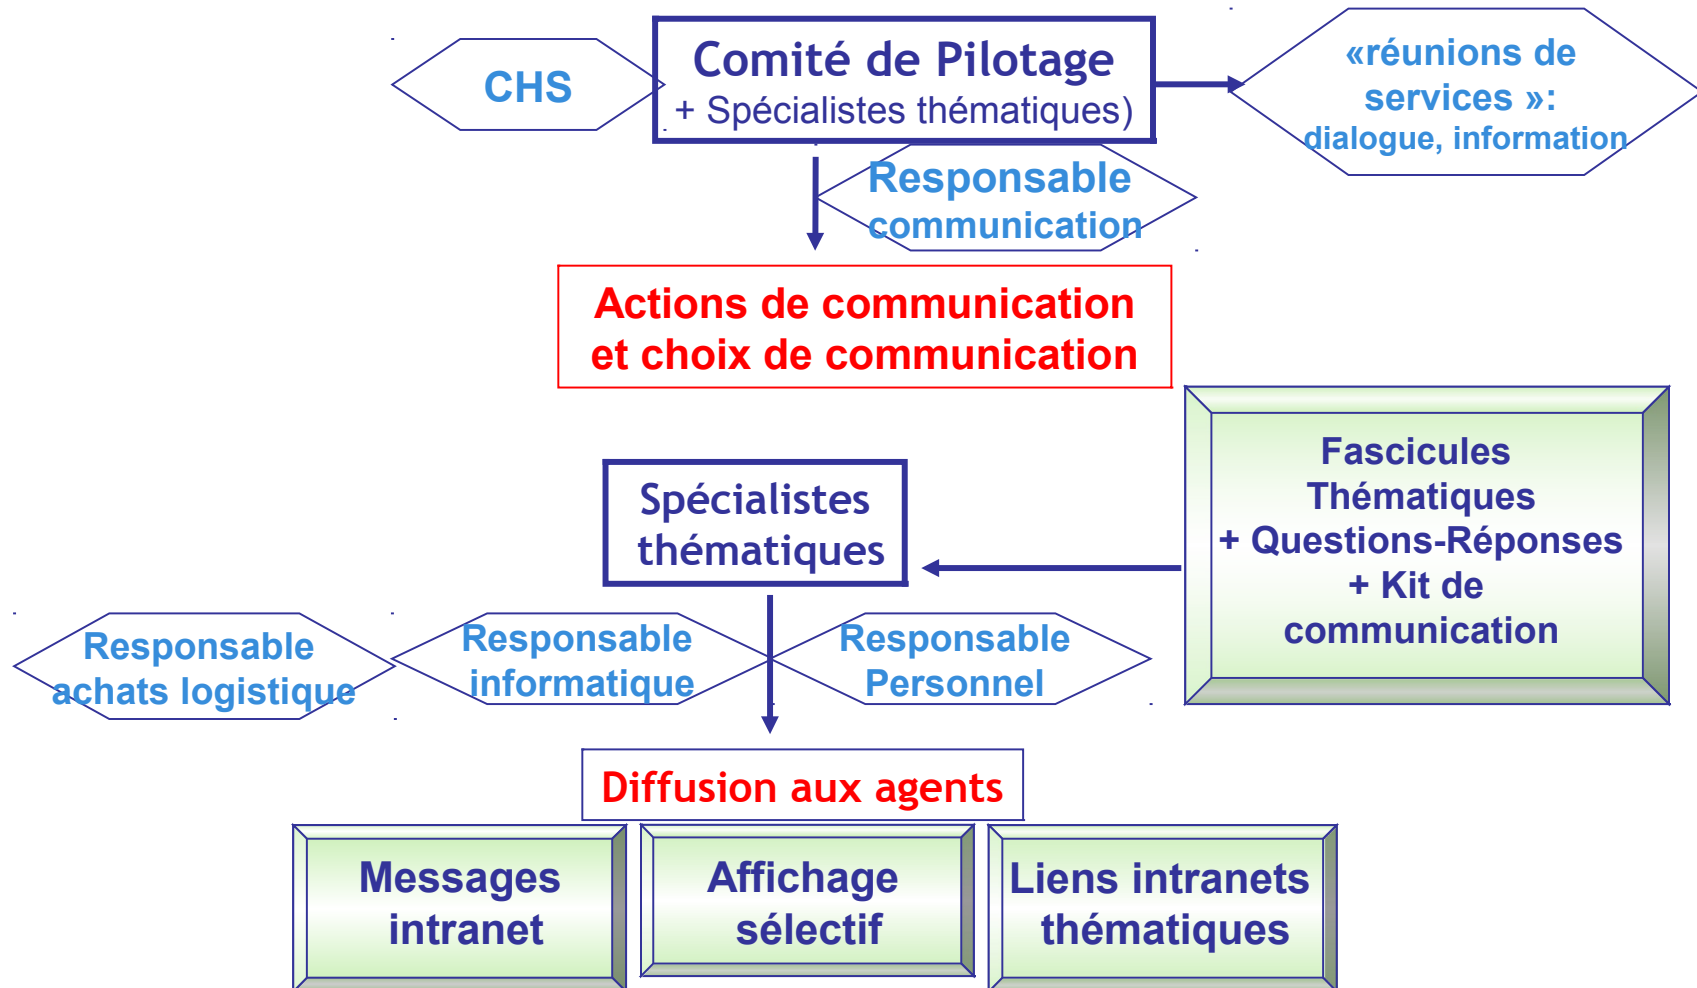 CHS
Comité de Pilotage
+ Spécialistes thématiques)
«réunions de
services »:
dialogue, information
Responsable
communication
Actions de communication
et choix de communication
Fascicules
Thématiques
+ Questions-Réponses
+ Kit de
communication
Spécialistes
thématiques
Responsable
achats logistique
Responsable
informatique
Responsable
Personnel
Diffusion aux agents
Messages
intranet
Affichage
sélectif
Liens intranets
thématiques